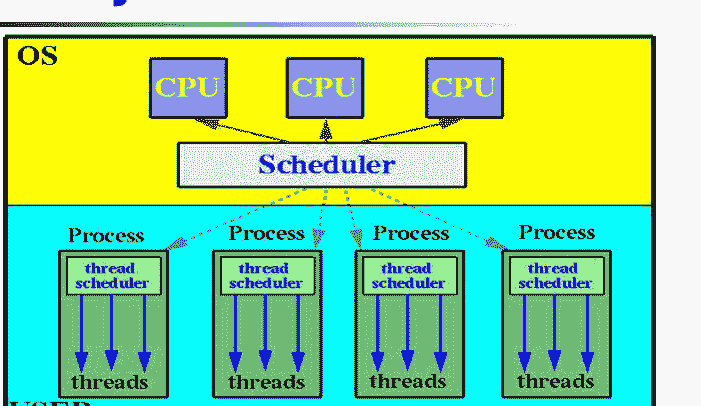 OS
CPU CPU CPU
Scheduler
Process Process Process Process
thread scheduler thread scheduler thread scheduler thread scheduler
threads threads threads threads
USER